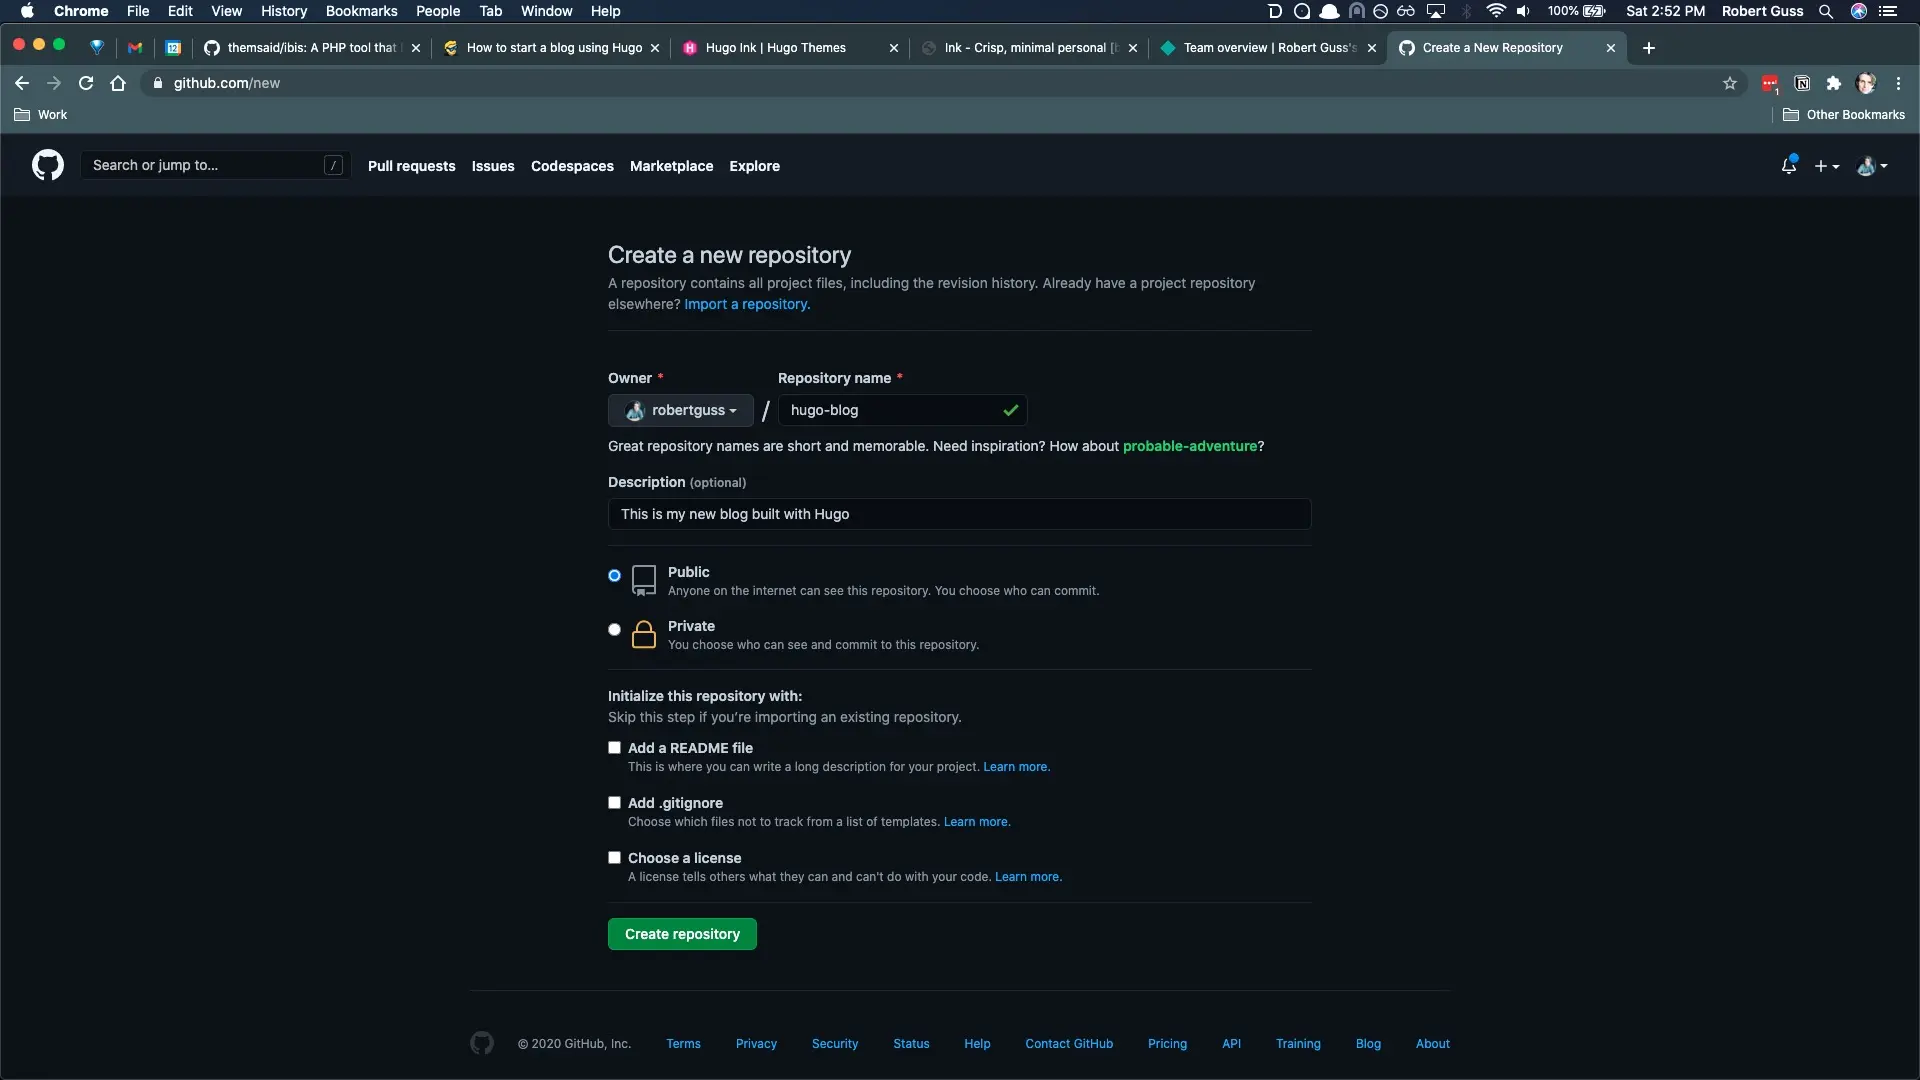 Chrome File Edit View History Bookmarks People Tab Window Help 100% Sat 2:52 PM Robert Guss
12 themsaid/ibis: A PHP tool that How to start a blog using Hugo Hugo Ink | Hugo Themes Ink - Crisp, minimal personal Team overview | Robert Guss's Create a New Repository
github.com/new 1
Work Other Bookmarks
Search or jump to... / Pull requests Issues Codespaces Marketplace Explore
Create a new repository
A repository contains all project files, including the revision history. Already have a project repository
elsewhere? Import a repository.
Owner * Repository name *
robertguss / hugo-blog
Great repository names are short and memorable. Need inspiration? How about probable-adventure?
Description (optional)
This is my new blog built with Hugo
Public
Anyone on the internet can see this repository. You choose who can commit.
Private
You choose who can see and commit to this repository.
Initialize this repository with:
Skip this step if you’re importing an existing repository.
Add a README file
This is where you can write a long description for your project. Learn more.
Add .gitignore
Choose which files not to track from a list of templates. Learn more.
Choose a license
A license tells others what they can and can't do with your code. Learn more.
Create repository
© 2020 GitHub, Inc. Terms Privacy Security Status Help Contact GitHub Pricing API Training Blog About